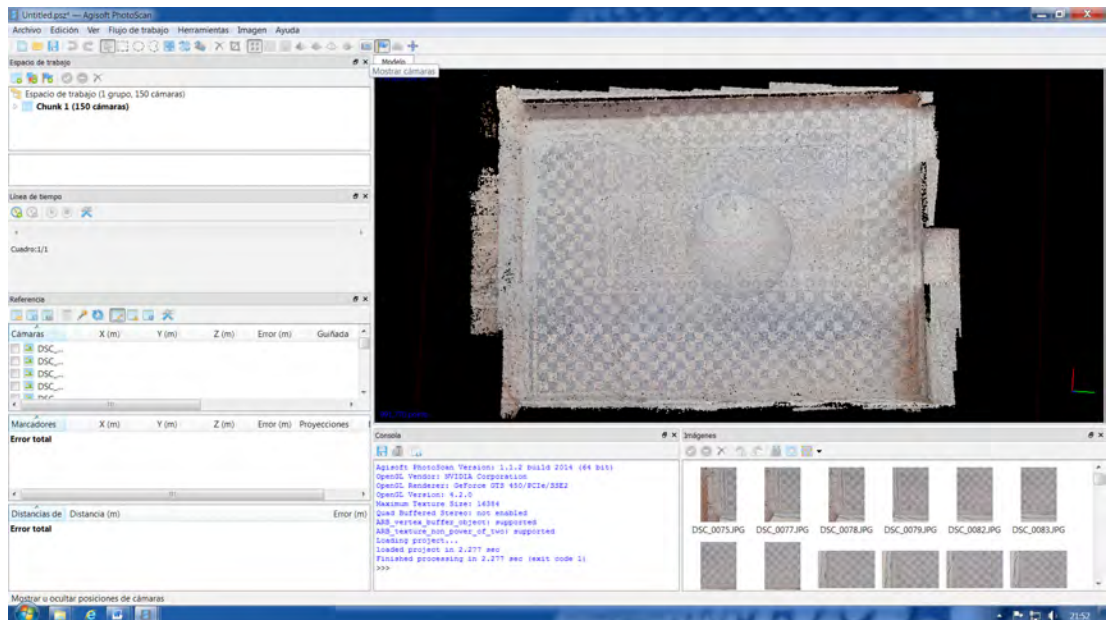 Untitled.psz* — Agisoft PhotoScan
Archivo Edición Ver Flujo de trabajo Herramientas Imagen Ayuda
Espacio de trabajo
Modelo
Mostrar cámaras
Espacio de trabajo (1 grupo, 150 cámaras)
Chunk 1 (150 cámaras)
Línea de tiempo
Cuadro:1/1
Referencia
Cámaras X (m) Y (m) Z (m) Error (m) Guiñada
DSC_...
DSC_...
DSC_...
DSC_...
Marcadores X (m) Y (m) Z (m) Error (m) Proyecciones
Error total
Distancias de Distancia (m) Error (m)
Error total
Consola
Agisoft PhotoScan Version: 1.1.2 build 2014 (64 bit)
OpenGL Vendor: NVIDIA Corporation
OpenGL Renderer: GeForce GTS 450/PCIe/SSE2
OpenGL Version: 4.2.0
Maximum Texture Size: 16384
Quad Buffered Stereo: not enabled
ARB_vertex_buffer_object: supported
ARB_texture_non_power_of_two: supported
Loading project...
loaded project in 2.277 sec
Finished processing in 2.277 sec (exit code 1)
>>>
Imágenes
DSC_0075.JPG DSC_0077.JPG DSC_0078.JPG DSC_0079.JPG DSC_0082.JPG DSC_0083.JPG
Mostrar u ocultar posiciones de cámaras
21:52